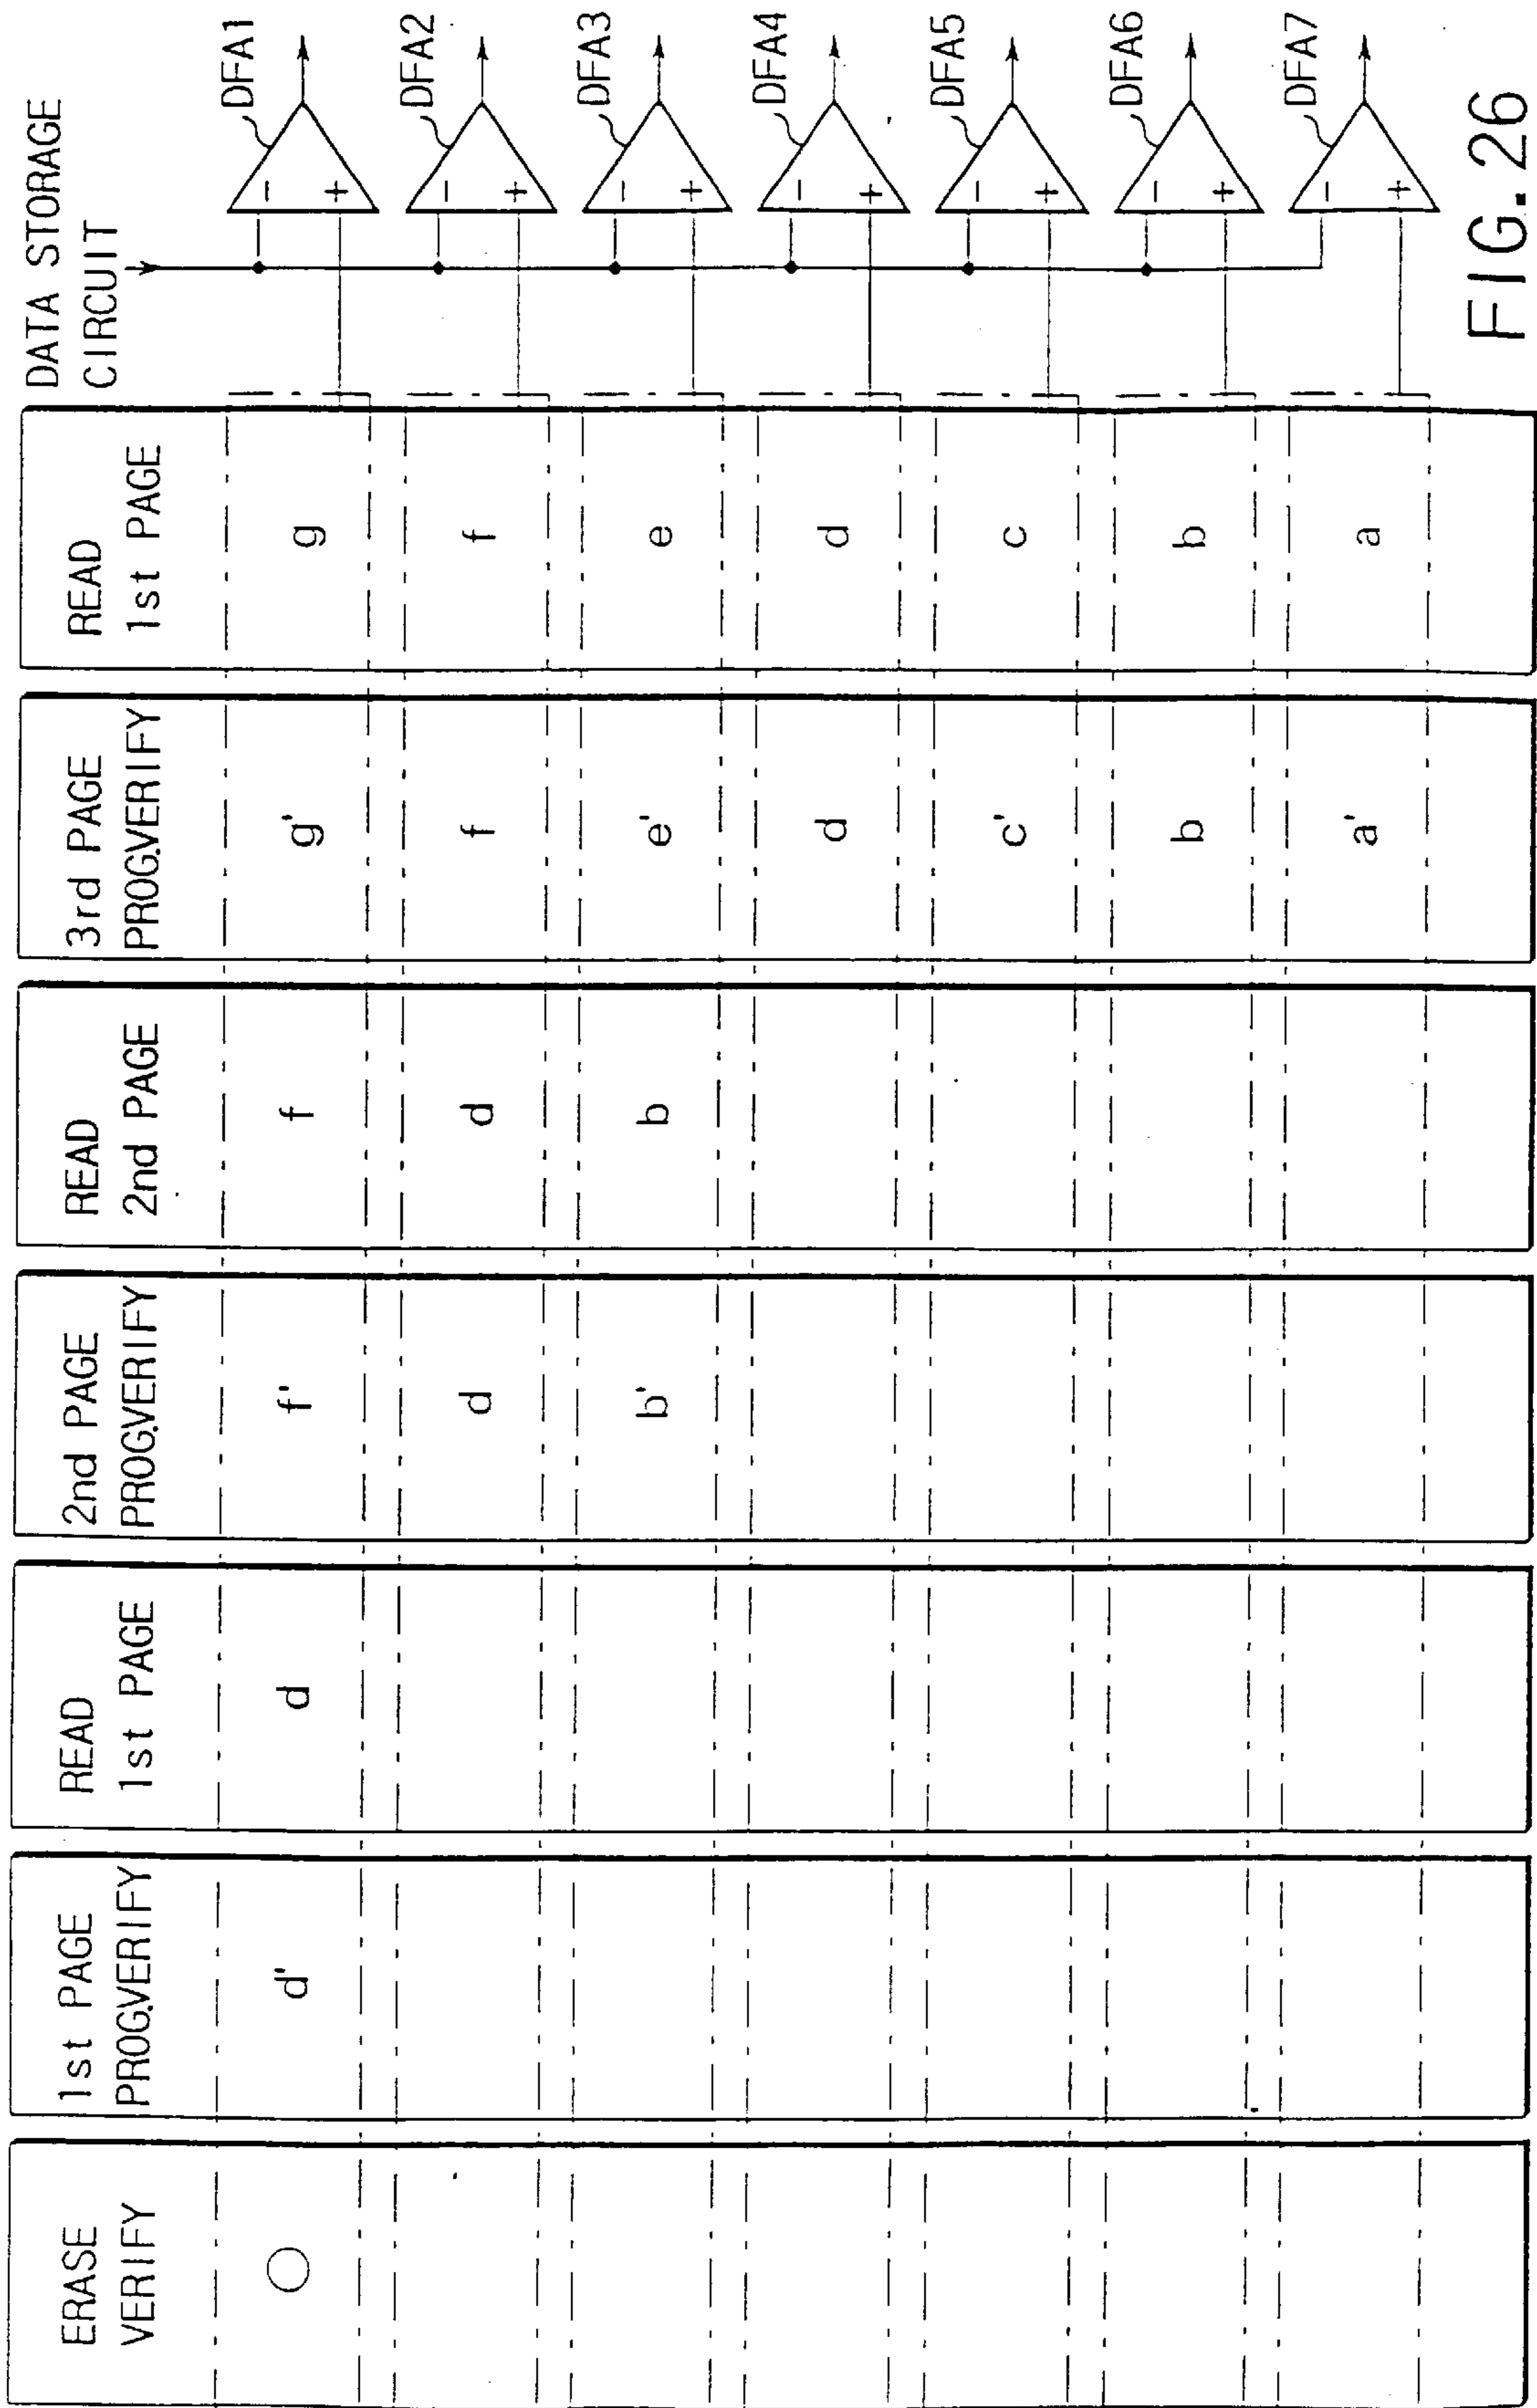 ERASE
VERIFY
○
1st PAGE
PROG.VERIFY
d'
READ
1st PAGE
d
2nd PAGE
PROG.VERIFY
f'
d
b'
READ
2nd PAGE
f
d
b
3rd PAGE
PROG.VERIFY
g'
f
e'
d
c'
b
a'
READ
1st PAGE
g
f
e
d
c
b
a
DATA STORAGE
CIRCUIT
- + DFA1
- + DFA2
- + DFA3
- + DFA4
- + DFA5
- + DFA6
- + DFA7
FIG. 26